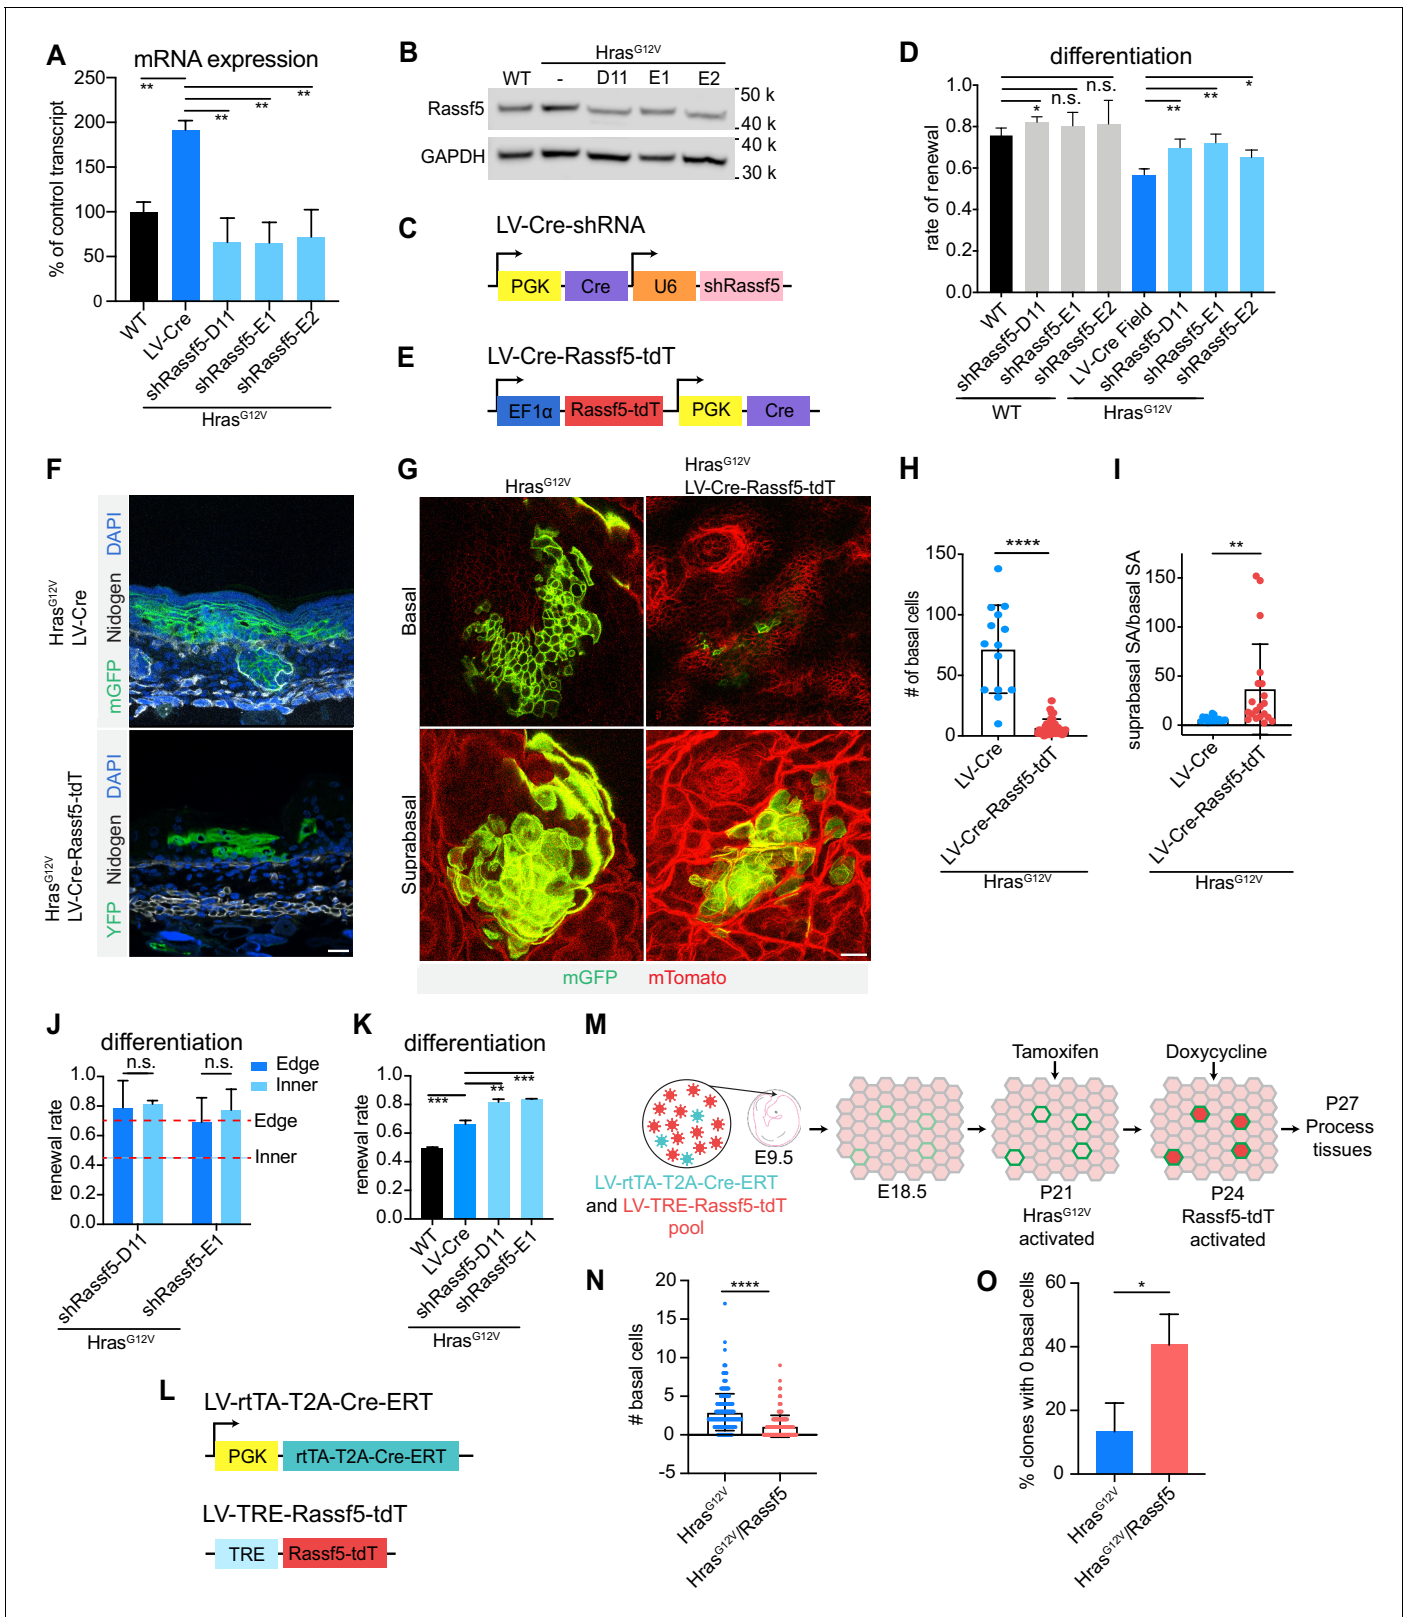 A
mRNA expression
% of control transcript
250
200
150
100
50
0
**
**
**
**
WT
LV-Cre
shRassf5-D11
shRassf5-E1
shRassf5-E2
HrasG12V
B
HrasG12V
WT - D11 E1 E2
Rassf5
GAPDH
50 k
40 k
40 k
30 k
C
LV-Cre-shRNA
PGK Cre U6 shRassf5
D
differentiation
rate of renewal
1.0
0.8
0.6
0.4
0.2
0.0
* n.s. n.s.
** ** *
WT
shRassf5-D11
shRassf5-E1
shRassf5-E2
LV-Cre Field
shRassf5-D11
shRassf5-E1
shRassf5-E2
WT
HrasG12V
E
LV-Cre-Rassf5-tdT
EF1α Rassf5-tdT PGK Cre
F
HrasG12V
LV-Cre
mGFP Nidogen DAPI
HrasG12V
LV-Cre-Rassf5-tdT
YFP Nidogen DAPI
G
HrasG12V
HrasG12V
LV-Cre-Rassf5-tdT
Basal
Suprabasal
mGFP mTomato
H
# of basal cells
150
100
50
0
****
LV-Cre
LV-Cre-Rassf5-tdT
HrasG12V
I
suprabasal SA/basal SA
150
100
50
0
**
LV-Cre
LV-Cre-Rassf5-tdT
HrasG12V
J
differentiation
renewal rate
1.0
0.8
0.6
0.4
0.2
0.0
n.s. n.s.
Edge
Inner
Edge
Inner
shRassf5-D11
shRassf5-E1
HrasG12V
K
differentiation
renewal rate
1.0
0.8
0.6
0.4
0.2
0.0
***
**
***
WT
LV-Cre
shRassf5-D11
shRassf5-E1
HrasG12V
L
LV-rtTA-T2A-Cre-ERT
PGK rtTA-T2A-Cre-ERT
LV-TRE-Rassf5-tdT
TRE Rassf5-tdT
M
Tamoxifen
Doxycycline
E9.5
LV-rtTA-T2A-Cre-ERT
and LV-TRE-Rassf5-tdT
pool
E18.5
P21
HrasG12V
activated
P24
Rassf5-tdT
activated
P27
Process
tissues
N
# basal cells
20
15
10
5
0
-5
****
HrasG12V
HrasG12V/Rassf5
O
% clones with 0 basal cells
60
40
20
0
*
HrasG12V
HrasG12V/Rassf5